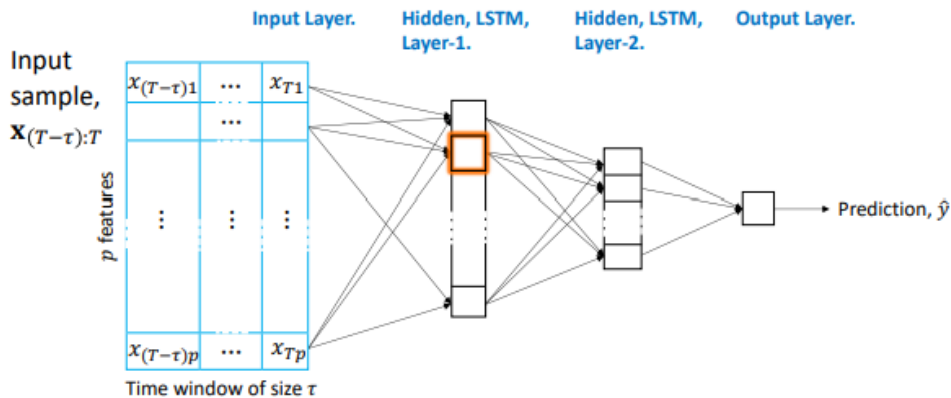 Input Layer.
Hidden, LSTM,
Layer-1.
Hidden, LSTM,
Layer-2.
Output Layer.
Input
sample,
𝐱₍T−τ₎:T
x₍T−τ₎1 ... xT1
...
p features
⋮ ⋮ ⋮
x₍T−τ₎p ... xTp
Time window of size τ
Prediction, ŷ